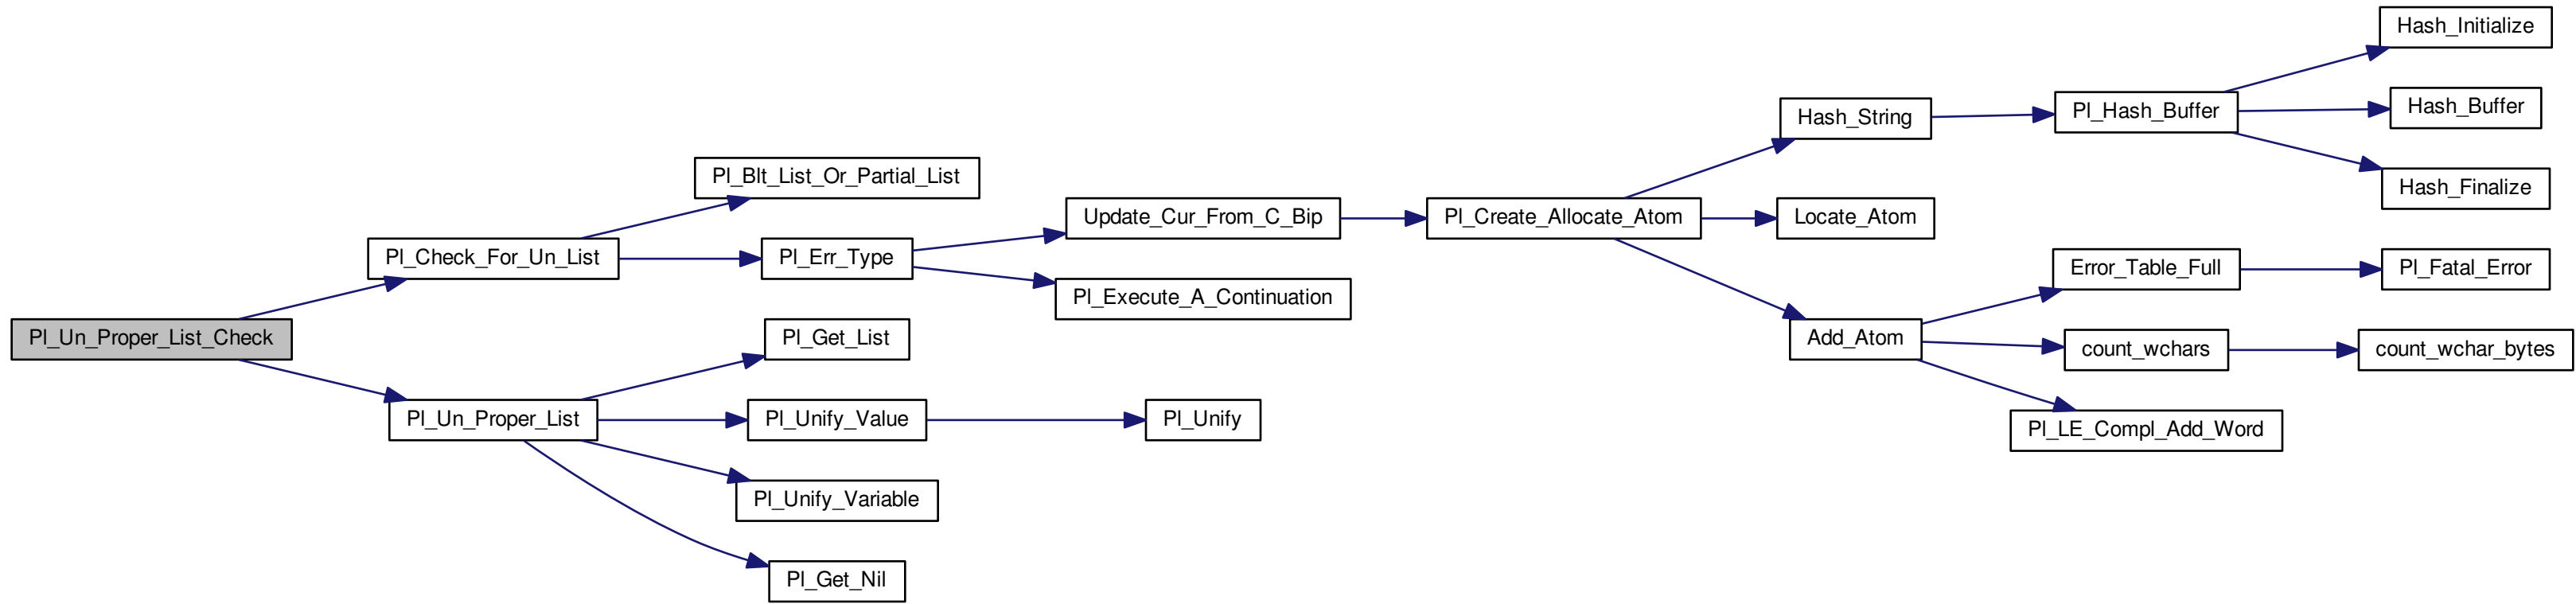 Pl_Un_Proper_List_Check
Pl_Check_For_Un_List
Pl_Blt_List_Or_Partial_List
Pl_Err_Type
Update_Cur_From_C_Bip
Pl_Create_Allocate_Atom
Hash_String
Pl_Hash_Buffer
Hash_Initialize
Hash_Buffer
Hash_Finalize
Locate_Atom
Add_Atom
Error_Table_Full
Pl_Fatal_Error
count_wchars
count_wchar_bytes
Pl_LE_Compl_Add_Word
Pl_Execute_A_Continuation
Pl_Un_Proper_List
Pl_Get_List
Pl_Unify_Value
Pl_Unify
Pl_Unify_Variable
Pl_Get_Nil